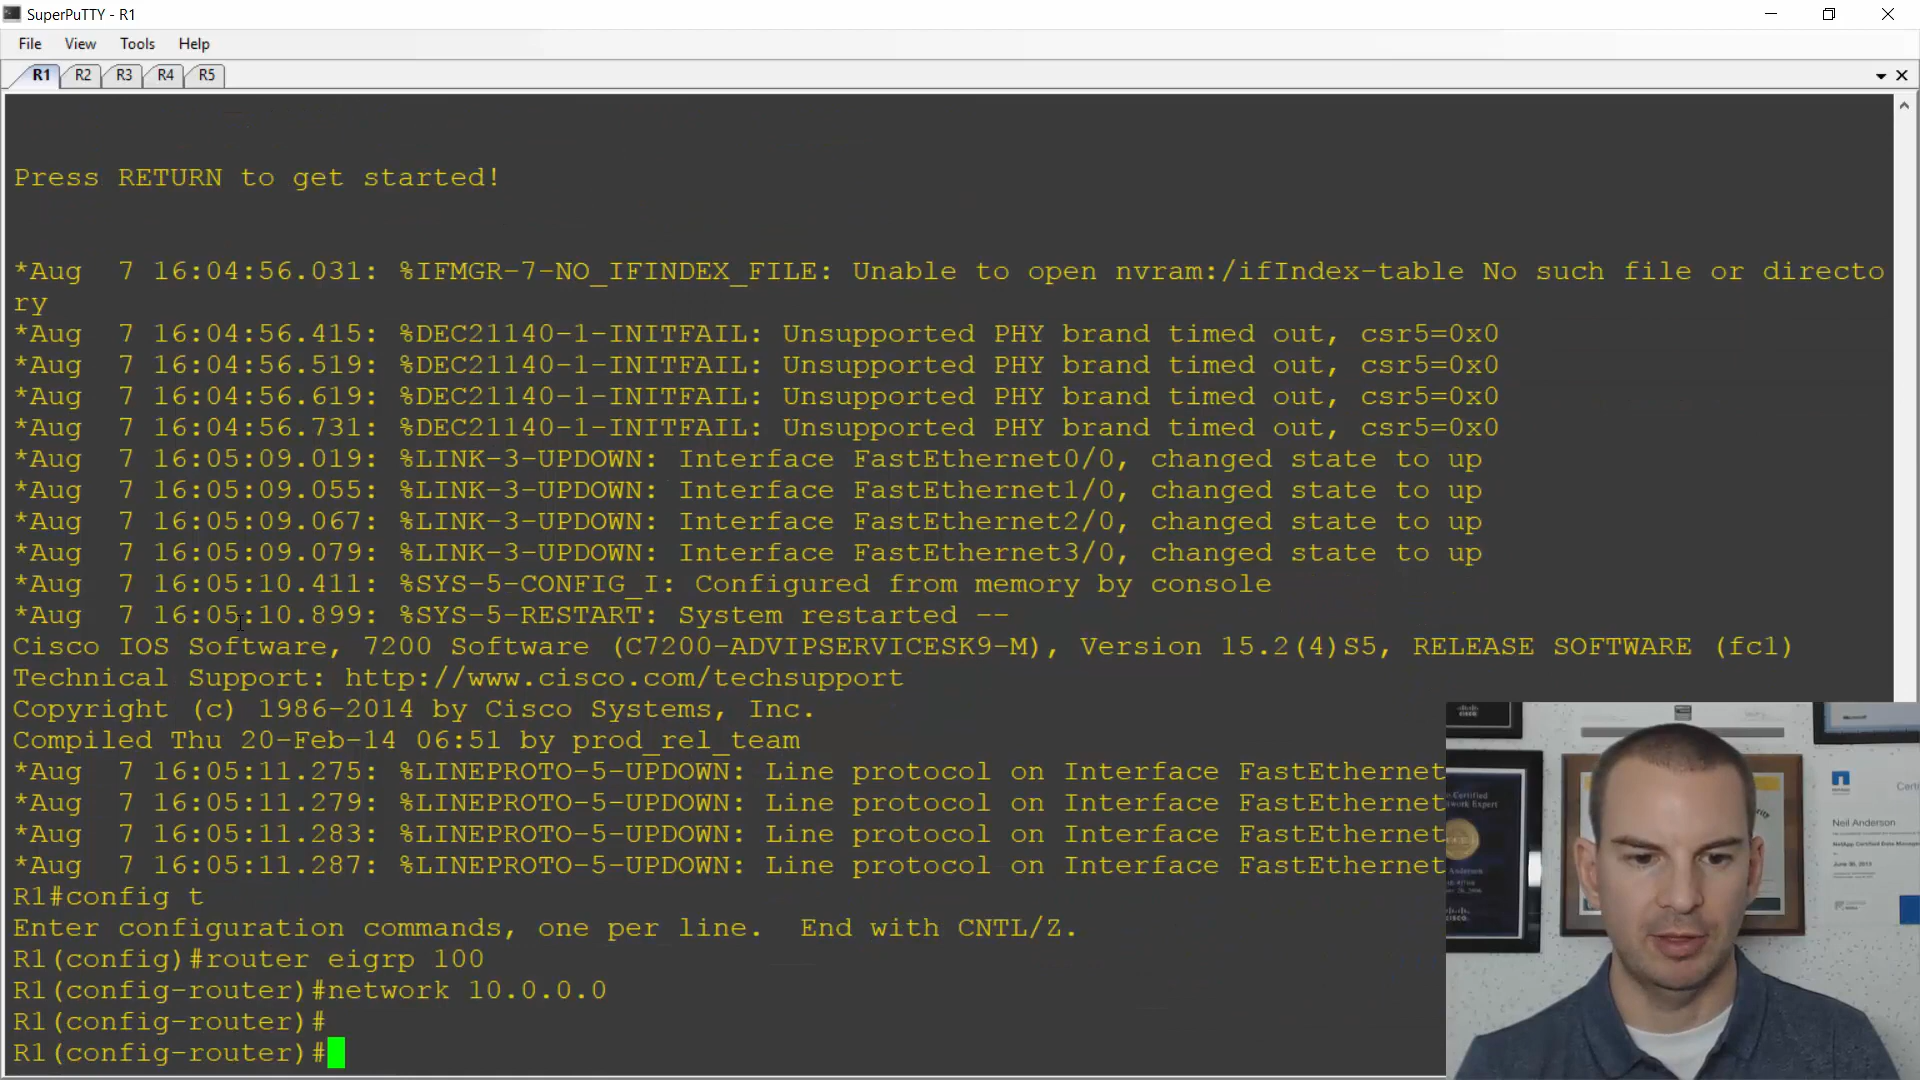 SuperPuTTY - R1
File View Tools Help
R1 R2 R3 R4 R5
Press RETURN to get started!
*Aug  7 16:04:56.031: %IFMGR-7-NO_IFINDEX_FILE: Unable to open nvram:/ifIndex-table No such file or directo
ry
*Aug  7 16:04:56.415: %DEC21140-1-INITFAIL: Unsupported PHY brand timed out, csr5=0x0
*Aug  7 16:04:56.519: %DEC21140-1-INITFAIL: Unsupported PHY brand timed out, csr5=0x0
*Aug  7 16:04:56.619: %DEC21140-1-INITFAIL: Unsupported PHY brand timed out, csr5=0x0
*Aug  7 16:04:56.731: %DEC21140-1-INITFAIL: Unsupported PHY brand timed out, csr5=0x0
*Aug  7 16:05:09.019: %LINK-3-UPDOWN: Interface FastEthernet0/0, changed state to up
*Aug  7 16:05:09.055: %LINK-3-UPDOWN: Interface FastEthernet1/0, changed state to up
*Aug  7 16:05:09.067: %LINK-3-UPDOWN: Interface FastEthernet2/0, changed state to up
*Aug  7 16:05:09.079: %LINK-3-UPDOWN: Interface FastEthernet3/0, changed state to up
*Aug  7 16:05:10.411: %SYS-5-CONFIG_I: Configured from memory by console
*Aug  7 16:05:10.899: %SYS-5-RESTART: System restarted --
Cisco IOS Software, 7200 Software (C7200-ADVIPSERVICESK9-M), Version 15.2(4)S5, RELEASE SOFTWARE (fc1)
Technical Support: http://www.cisco.com/techsupport
Copyright (c) 1986-2014 by Cisco Systems, Inc.
Compiled Thu 20-Feb-14 06:51 by prod_rel_team
*Aug  7 16:05:11.275: %LINEPROTO-5-UPDOWN: Line protocol on Interface FastEthernet
*Aug  7 16:05:11.279: %LINEPROTO-5-UPDOWN: Line protocol on Interface FastEthernet
*Aug  7 16:05:11.283: %LINEPROTO-5-UPDOWN: Line protocol on Interface FastEthernet
*Aug  7 16:05:11.287: %LINEPROTO-5-UPDOWN: Line protocol on Interface FastEthernet
R1#config t
Enter configuration commands, one per line.  End with CNTL/Z.
R1(config)#router eigrp 100
R1(config-router)#network 10.0.0.0
R1(config-router)#
R1(config-router)#
Neil Anderson